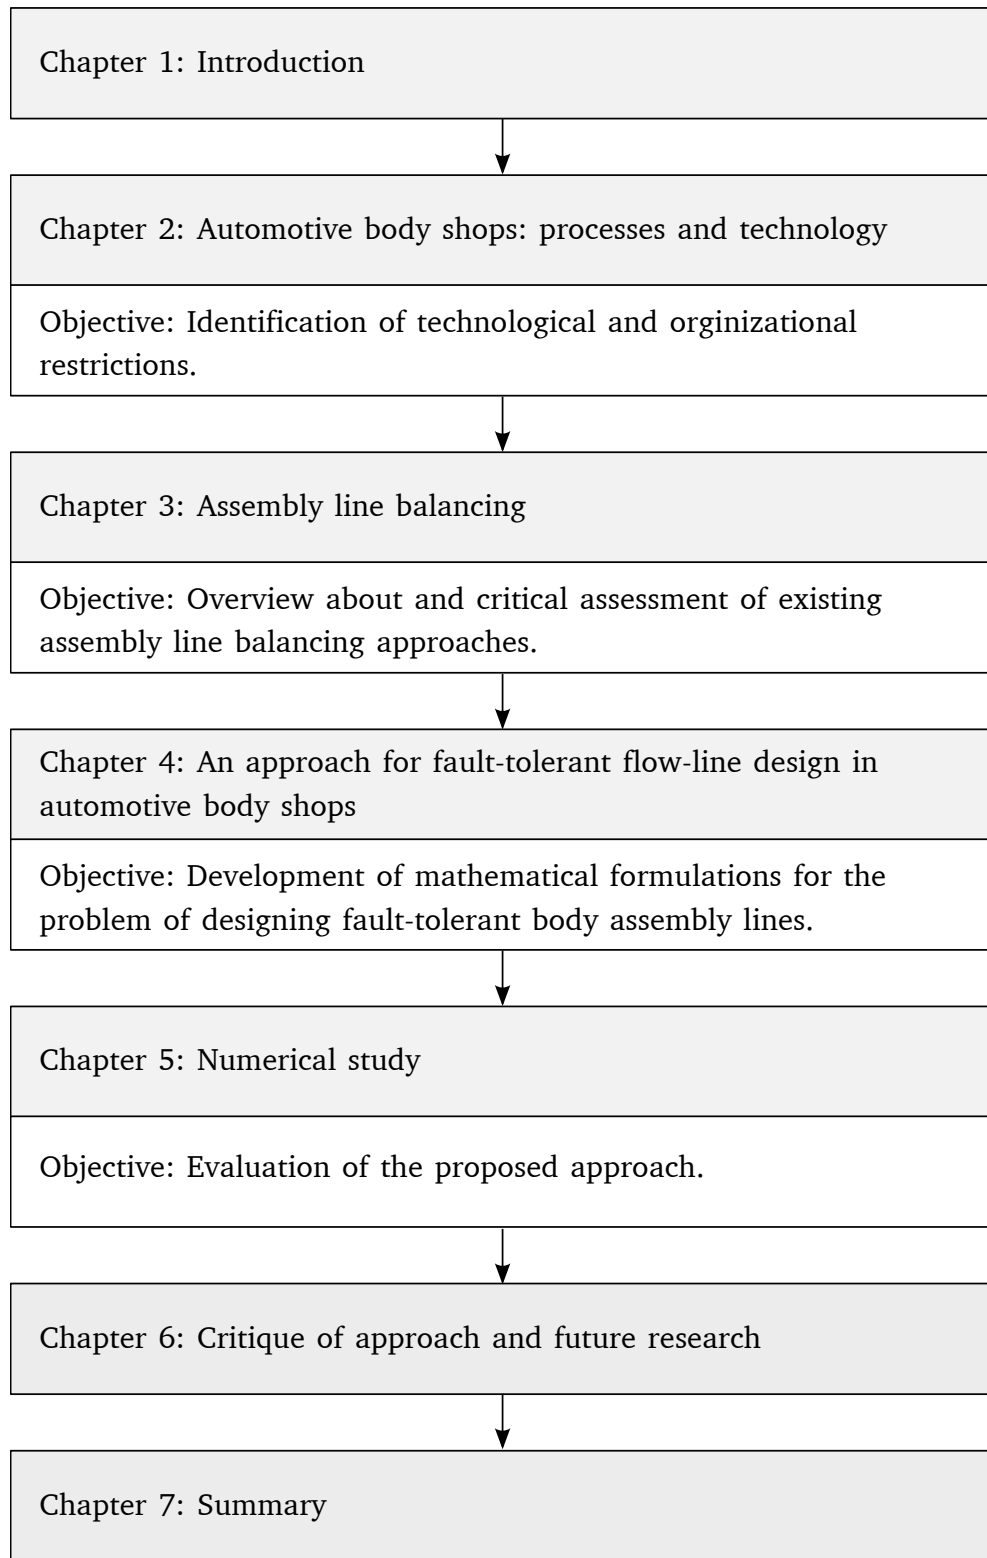 Chapter 1: Introduction
Chapter 2: Automotive body shops: processes and technology
Objective: Identification of technological and orginizational
restrictions.
Chapter 3: Assembly line balancing
Objective: Overview about and critical assessment of existing
assembly line balancing approaches.
Chapter 4: An approach for fault-tolerant flow-line design in
automotive body shops
Objective: Development of mathematical formulations for the
problem of designing fault-tolerant body assembly lines.
Chapter 5: Numerical study
Objective: Evaluation of the proposed approach.
Chapter 6: Critique of approach and future research
Chapter 7: Summary